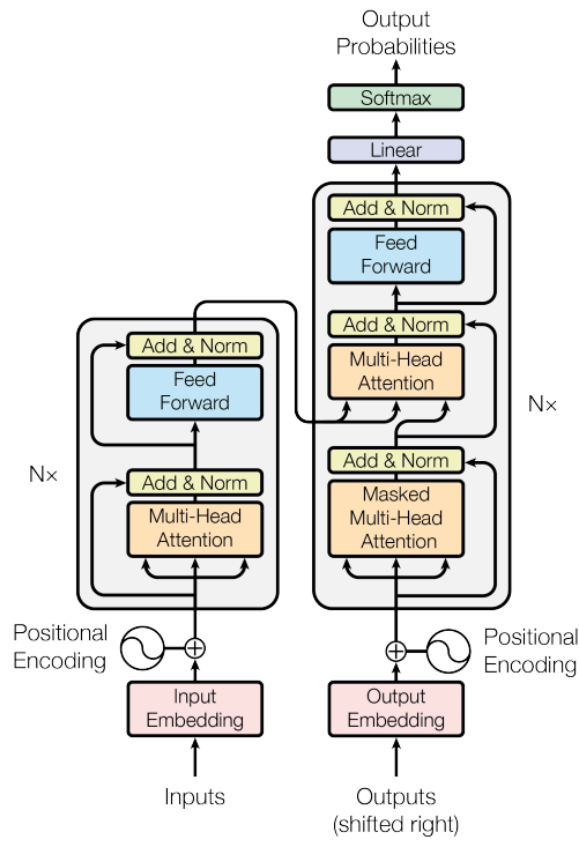 Output
Probabilities
Softmax
Linear
Add & Norm
Feed
Forward
Add & Norm
Multi-Head
Attention
Add & Norm
Masked
Multi-Head
Attention
N×
Add & Norm
Feed
Forward
Add & Norm
Multi-Head
Attention
N×
Positional
Encoding
Positional
Encoding
Input
Embedding
Output
Embedding
Inputs
Outputs
(shifted right)